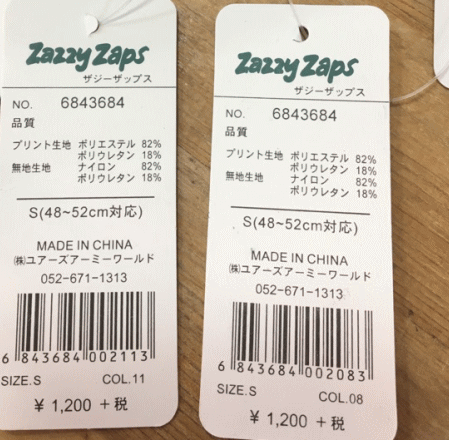 Zazzy Zaps
ザジーザップス
NO. 6843684
品質
プリント生地 ポリエステル 82%
ポリウレタン 18%
無地生地 ナイロン 82%
ポリウレタン 18%
S(48~52cm対応)
MADE IN CHINA
㈱ユアーズアーミーワールド
052-671-1313
6 843684 002113
SIZE.S COL.11
¥ 1,200 + 税
Zazzy Zaps
ザジーザップス
NO. 6843684
品質
プリント生地 ポリエステル 82%
ポリウレタン 18%
無地生地 ナイロン 82%
ポリウレタン 18%
S(48~52cm対応)
MADE IN CHINA
㈱ユアーズアーミーワールド
052-671-1313
6 843684 002083
SIZE.S COL.08
¥ 1,200 + 税